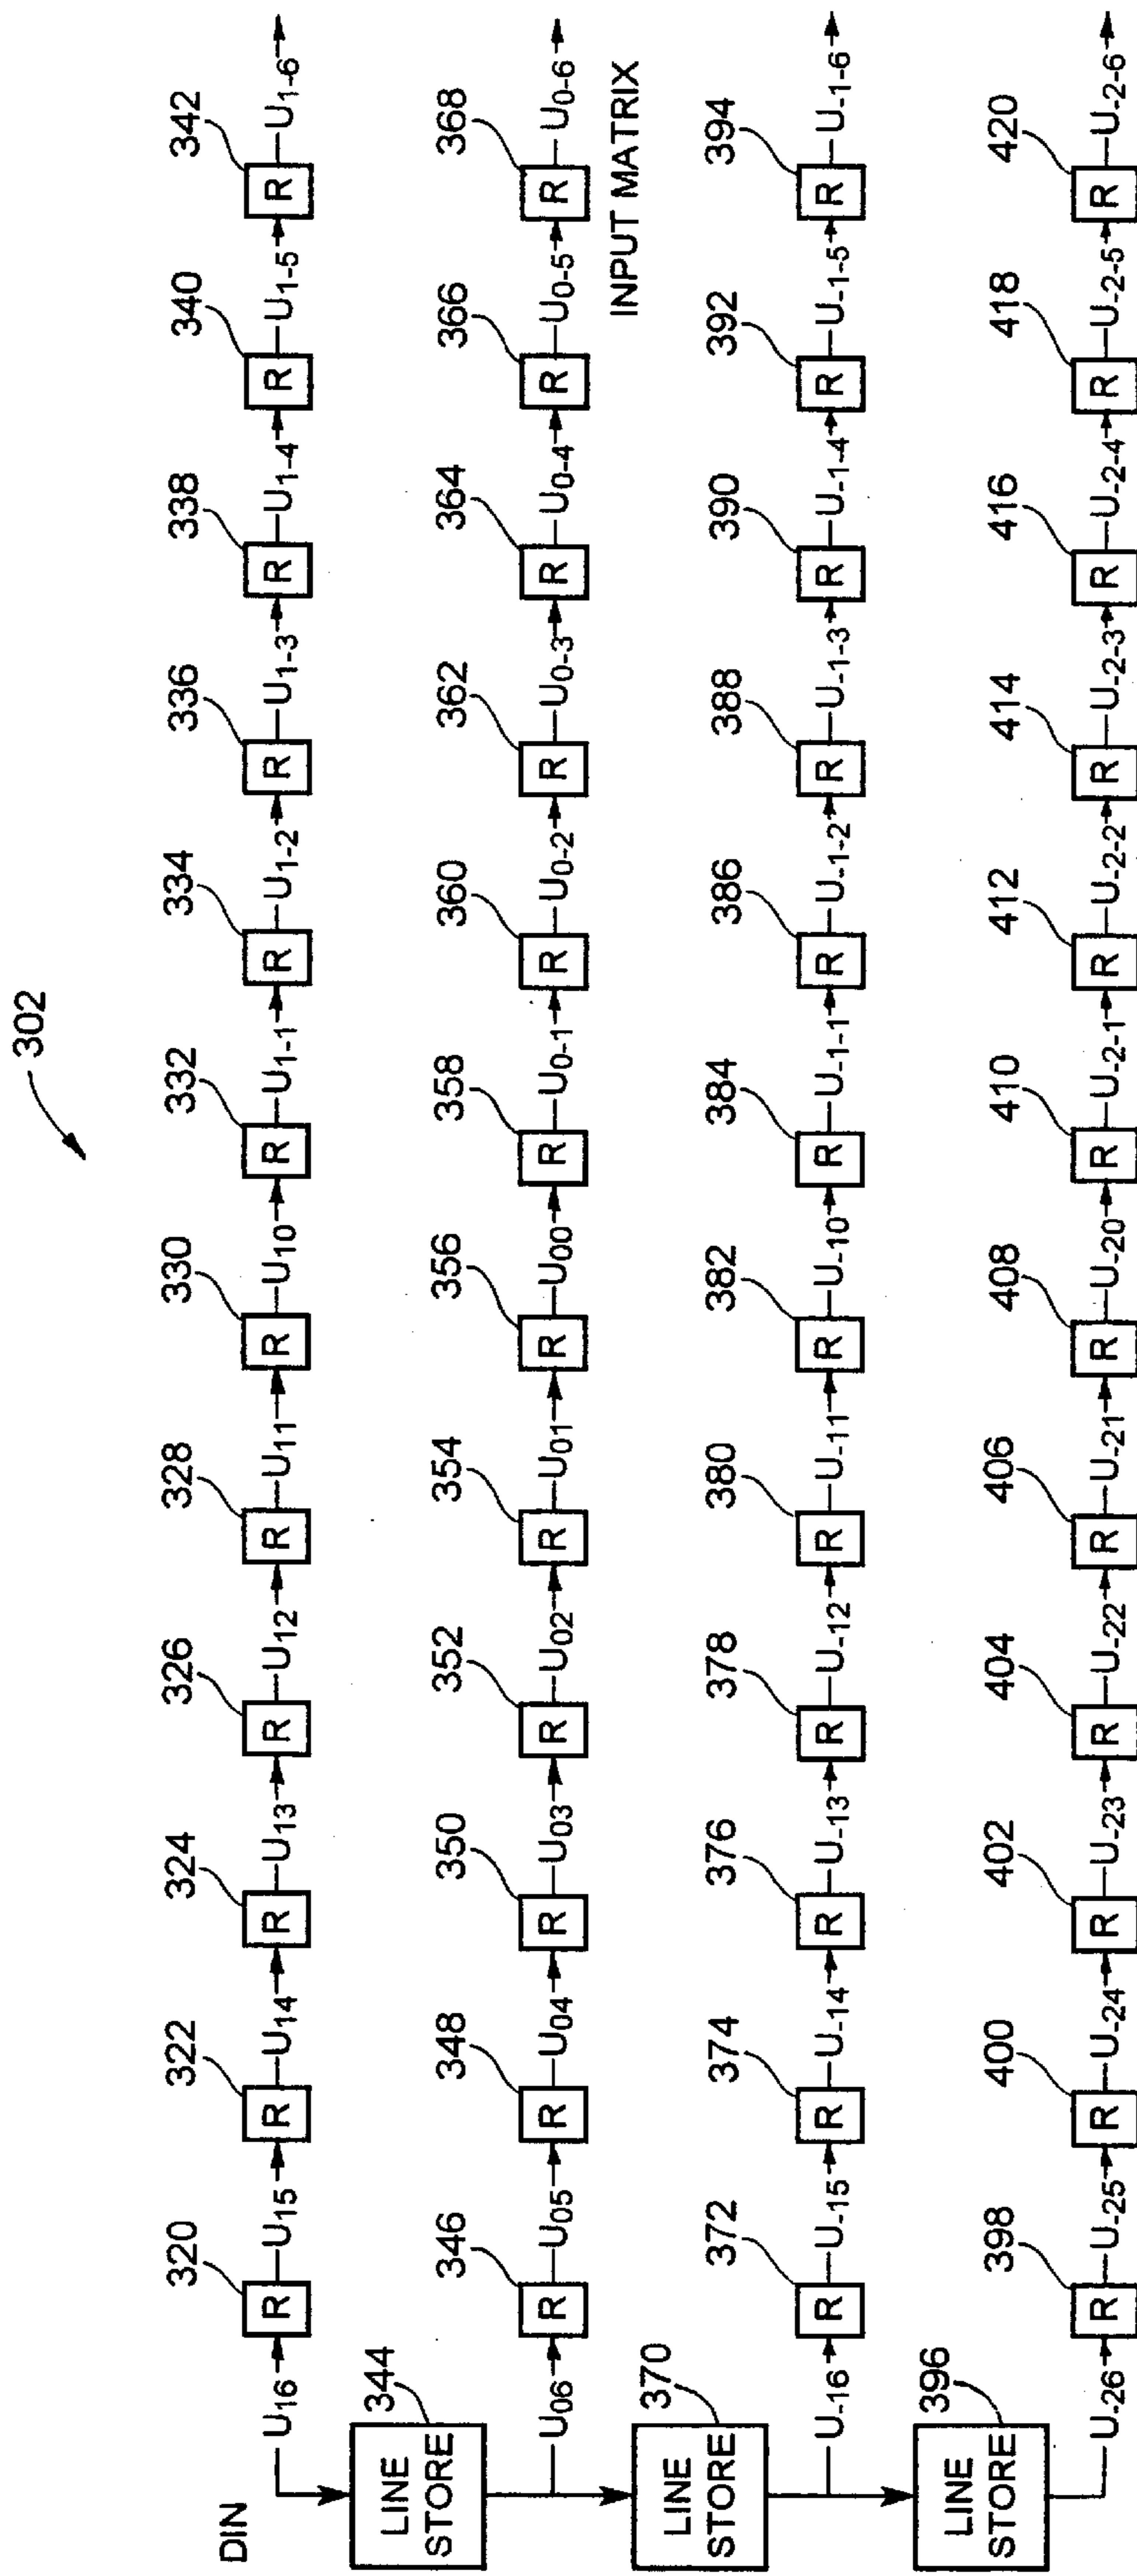 302
320 322 324 326 328 330 332 334 336 338 340 342
DIN U16 R U15 R U14 R U13 R U12 R U11 R U10 R U1-1 R U1-2 R U1-3 R U1-4 R U1-5 R U1-6
LINE STORE 344
346 348 350 352 354 356 358 360 362 364 366 368
U06 R U05 R U04 R U03 R U02 R U01 R U00 R U0-1 R U0-2 R U0-3 R U0-4 R U0-5 R U0-6
INPUT MATRIX
LINE STORE 370
372 374 376 378 380 382 384 386 388 390 392 394
U-16 R U-15 R U-14 R U-13 R U-12 R U-11 R U-10 R U-1-1 R U-1-2 R U-1-3 R U-1-4 R U-1-5 R U-1-6
LINE STORE 396
398 400 402 404 406 408 410 412 414 416 418 420
U-26 R U-25 R U-24 R U-23 R U-22 R U-21 R U-20 R U-2-1 R U-2-2 R U-2-3 R U-2-4 R U-2-5 R U-2-6